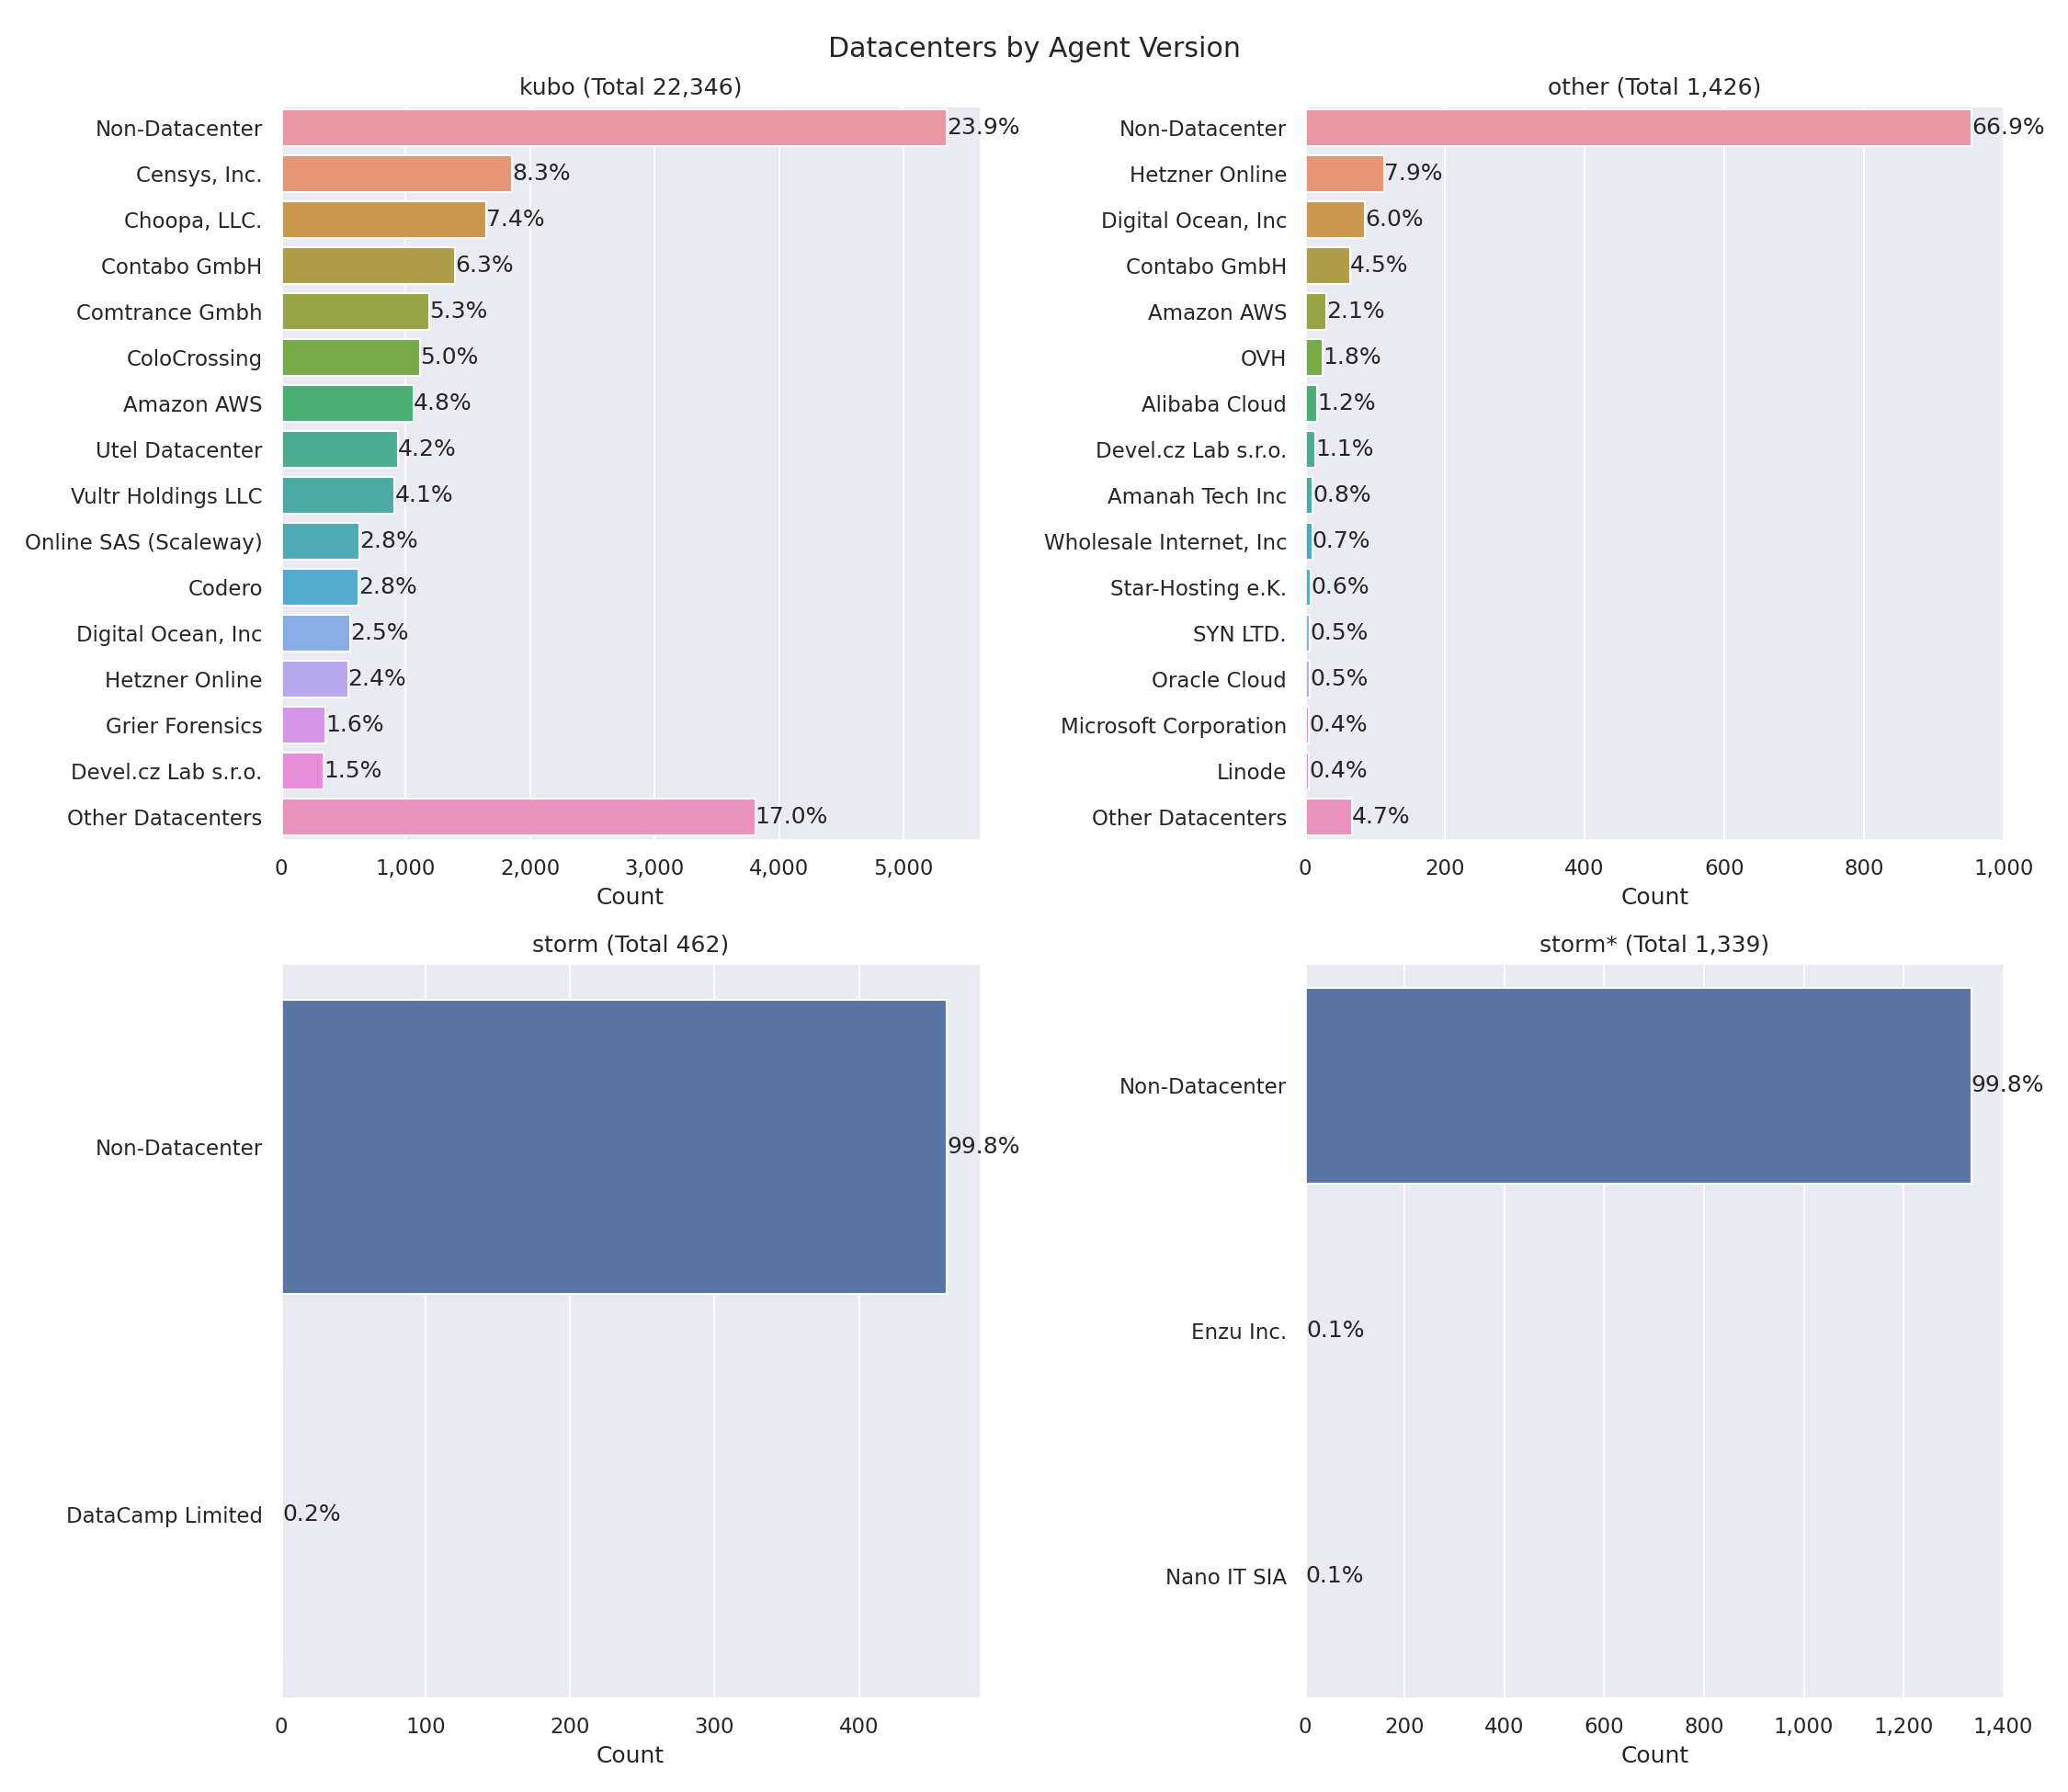 Datacenters by Agent Version
kubo (Total 22,346)
Non-Datacenter 23.9%
Censys, Inc. 8.3%
Choopa, LLC. 7.4%
Contabo GmbH 6.3%
Comtrance Gmbh 5.3%
ColoCrossing 5.0%
Amazon AWS 4.8%
Utel Datacenter 4.2%
Vultr Holdings LLC 4.1%
Online SAS (Scaleway) 2.8%
Codero 2.8%
Digital Ocean, Inc 2.5%
Hetzner Online 2.4%
Grier Forensics 1.6%
Devel.cz Lab s.r.o. 1.5%
Other Datacenters 17.0%
0 1,000 2,000 3,000 4,000 5,000
Count
other (Total 1,426)
Non-Datacenter 66.9%
Hetzner Online 7.9%
Digital Ocean, Inc 6.0%
Contabo GmbH 4.5%
Amazon AWS 2.1%
OVH 1.8%
Alibaba Cloud 1.2%
Devel.cz Lab s.r.o. 1.1%
Amanah Tech Inc 0.8%
Wholesale Internet, Inc 0.7%
Star-Hosting e.K. 0.6%
SYN LTD. 0.5%
Oracle Cloud 0.5%
Microsoft Corporation 0.4%
Linode 0.4%
Other Datacenters 4.7%
0 200 400 600 800 1,000
Count
storm (Total 462)
Non-Datacenter 99.8%
DataCamp Limited 0.2%
0 100 200 300 400
Count
storm* (Total 1,339)
Non-Datacenter 99.8%
Enzu Inc. 0.1%
Nano IT SIA 0.1%
0 200 400 600 800 1,000 1,200 1,400
Count